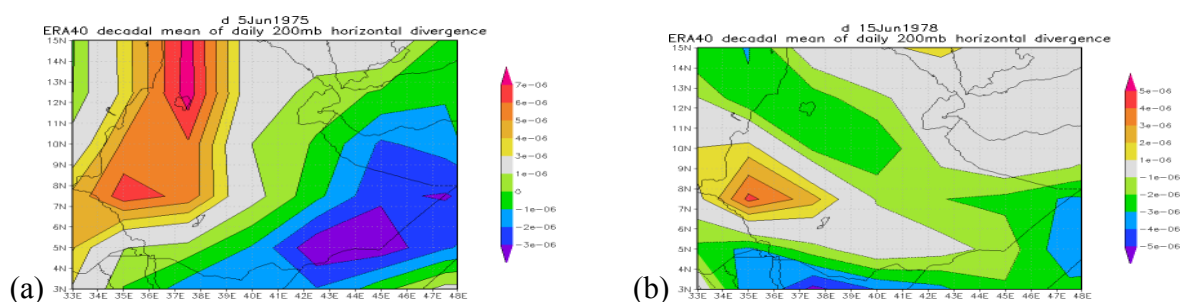 d 5Jun1975
ERA40 decadal mean of daily 200mb horizontal divergence
15N
14N
13N
12N
11N
10N
9N
8N
7N
6N
5N
4N
3N
33E 34E 35E 36E 37E 38E 39E 40E 41E 42E 43E 44E 45E 46E 47E 48E
7e-06
6e-06
5e-06
4e-06
3e-06
2e-06
1e-06
0
-1e-06
-2e-06
-3e-06
(a)
d 15Jun1978
ERA40 decadal mean of daily 200mb horizontal divergence
15N
14N
13N
12N
11N
10N
9N
8N
7N
6N
5N
4N
3N
33E 34E 35E 36E 37E 38E 39E 40E 41E 42E 43E 44E 45E 46E 47E 48E
5e-06
4e-06
3e-06
2e-06
1e-06
-1e-06
-2e-06
-3e-06
-4e-06
-5e-06
(b)